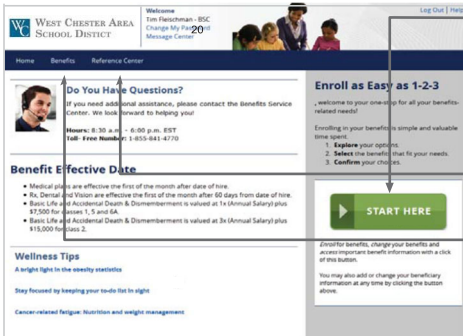 Welcome
Tim Fleischman - BSC
Change My Password
Message Center
20
Log Out | Help
WEST CHESTER AREA
SCHOOL DISTICT
Home Benefits Reference Center
Do You Have Questions?
If you need additional assistance, please contact the Benefits Service
Center. We look forward to helping you!
Hours: 8:30 a.m. - 6:00 p.m. EST
Toll- Free Number: 1-855-841-4770
Benefit Effective Date
Medical plans are effective the first of the month after date of hire.
Rx, Dental and Vision are effective the first of the month after 60 days from date of hire.
Basic Life and Accidental Death & Dismemberment is valued at 1x (Annual Salary) plus
$7,500 for classes 1, 5 and 6A.
Basic Life and Accidental Death & Dismemberment is valued at 3x (Annual Salary) plus
$15,000 for class 2.
Wellness Tips
A bright light in the obesity statistics
Stay focused by keeping your to-do list in sight
Cancer-related fatigue: Nutrition and weight management
Enroll as Easy as 1-2-3
, welcome to your one-stop for all your benefits-
related needs!
Enrolling in your benefits is simple and valuable
time spent.
1. Explore your options
2. Select the benefits that fit your needs.
3. Confirm your choices.
START HERE
Enroll for benefits, change your benefits and
access important benefit information with a click
of this button.
You may also add or change your beneficiary
information at any time by clicking the button
above.